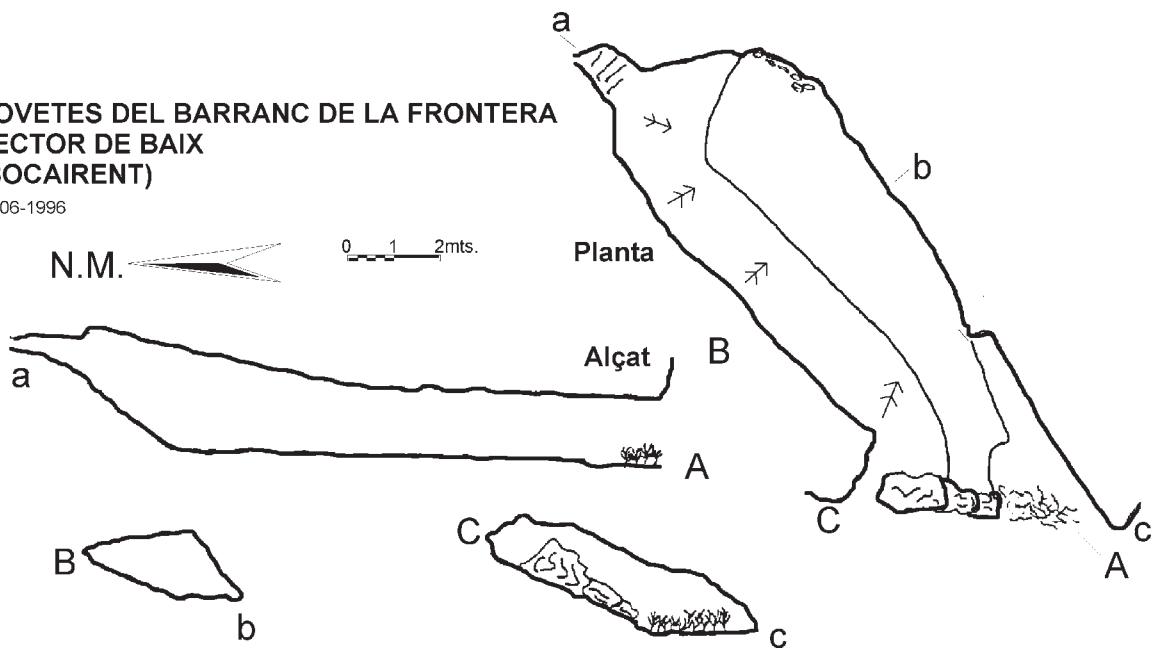 OVETES DEL BARRANC DE LA FRONTERA
ECTOR DE BAIX
OCAIRENT)
06-1996
N.M.
0 1 2mts.
Planta
a
b
B
C
c
A
Alçat
a
A
B
b
C
c